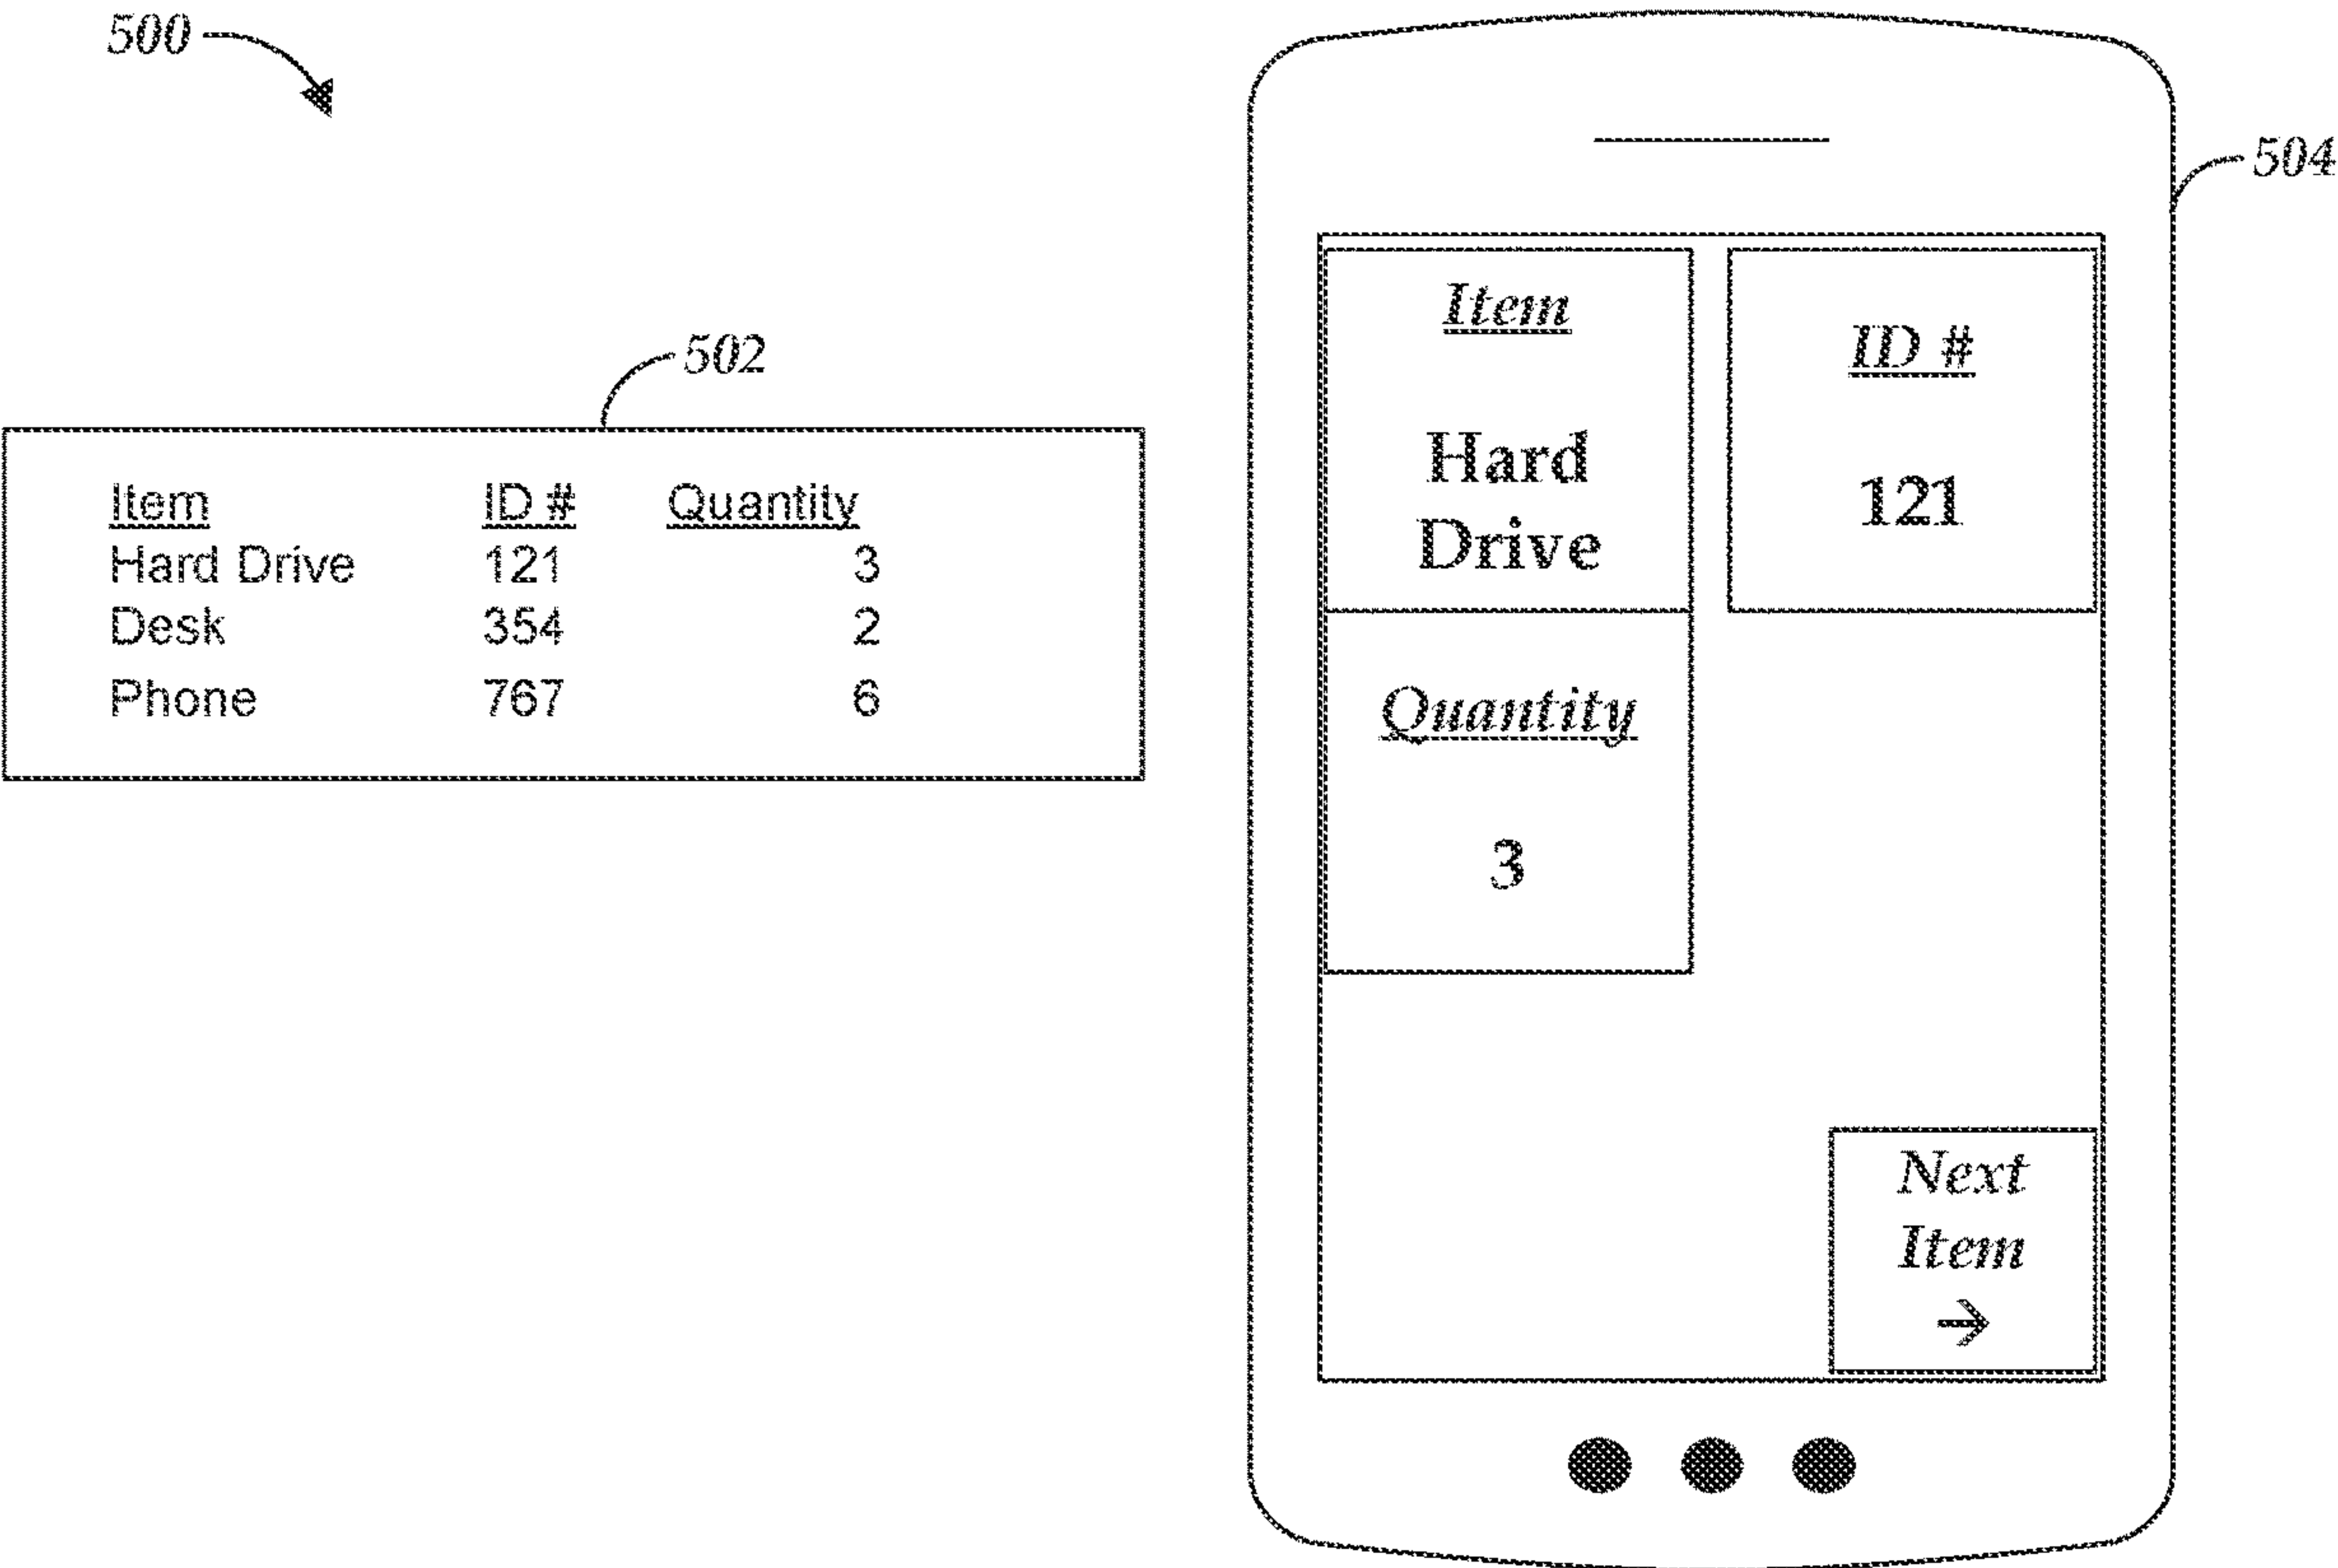 500
502
Item ID # Quantity
Hard Drive 121 3
Desk 354 2
Phone 767 6
504
Item
Hard
Drive
ID #
121
Quantity
3
Next
Item
→